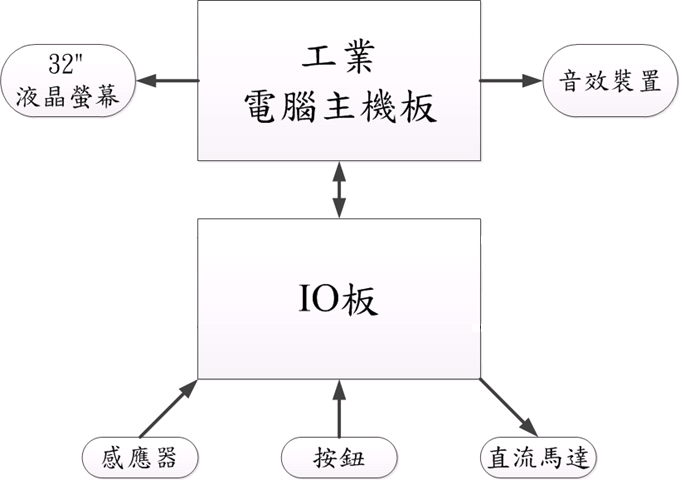 工業
電腦主機板
32"
液晶螢幕
音效裝置
IO板
感應器
按鈕
直流馬達